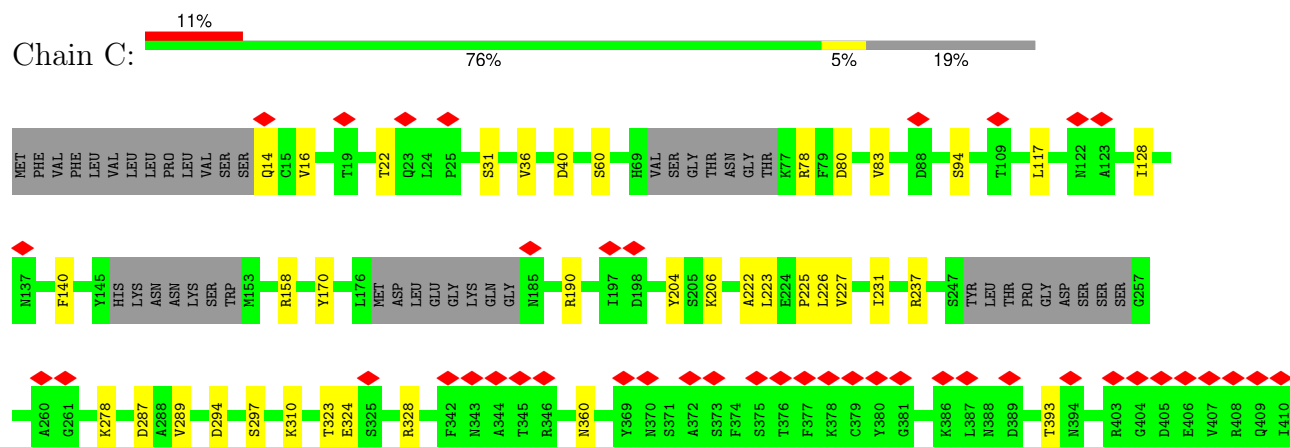 11%
Chain C:
76% 5% 19%
MET PHE VAL PHE LEU VAL LEU LEU PRO LEU VAL SER SER Q14 C15 V16 T19 T22 Q23 L24 P25 S31 V36 D40 S60 H69 VAL SER GLY THR ASN GLY THR K77 R78 F79 D80 V83 D88 S94 T109 L117 N122 A123 I128
N137 F140 Y145 HIS LYS ASN ASN LYS SER TRP M153 R158 Y170 L176 MET ASP LEU GLU GLY LYS GLN GLY N185 R190 I197 D198 Y204 S205 K206 A222 L223 E224 P225 L226 V227 I231 R237 S247 TYR LEU THR PRO GLY ASP SER SER SER G257
A260 G261 K278 D287 A288 V289 D294 S297 K310 T323 E324 S325 R328 F342 N343 A344 T345 R346 N360 Y369 N370 S371 A372 S373 F374 S375 T376 F377 K378 C379 Y380 G381 K386 L387 N388 D389 T393 N394 R403 G404 D405 E406 V407 R408 Q409 I410